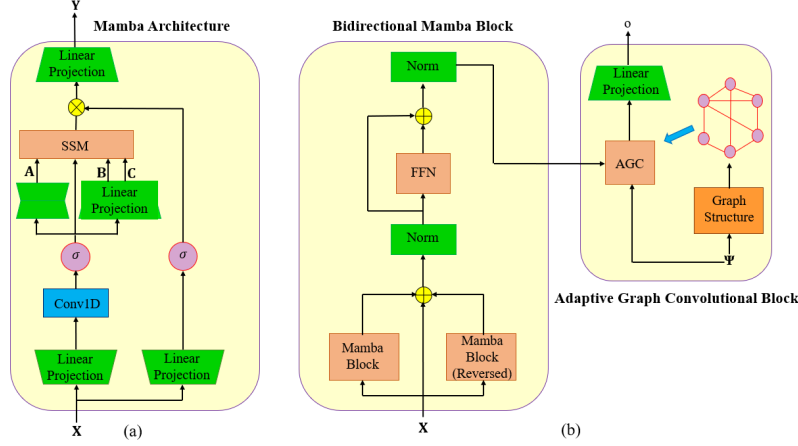 Y
Mamba Architecture
Linear
Projection
SSM
A
B
C
Linear
Projection
σ
σ
Conv1D
Linear
Projection
Linear
Projection
X
(a)
Bidirectional Mamba Block
Norm
FFN
Norm
Mamba
Block
Mamba
Block
(Reversed)
X
(b)
o
Linear
Projection
AGC
Graph
Structure
Ψ
Adaptive Graph Convolutional Block